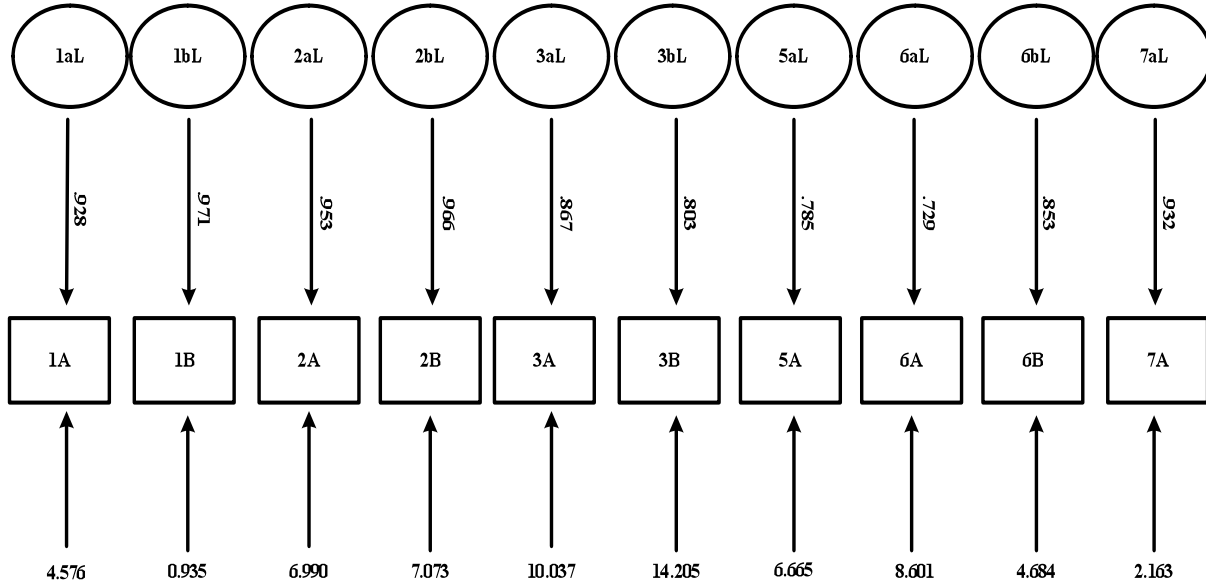 1aL 1bL 2aL 2bL 3aL 3bL 5aL 6aL 6bL 7aL
.928 .971 .953 .966 .867 .803 .785 .729 .853 .932
1A 1B 2A 2B 3A 3B 5A 6A 6B 7A
4.576 0.935 6.990 7.073 10.037 14.205 6.665 8.601 4.684 2.163